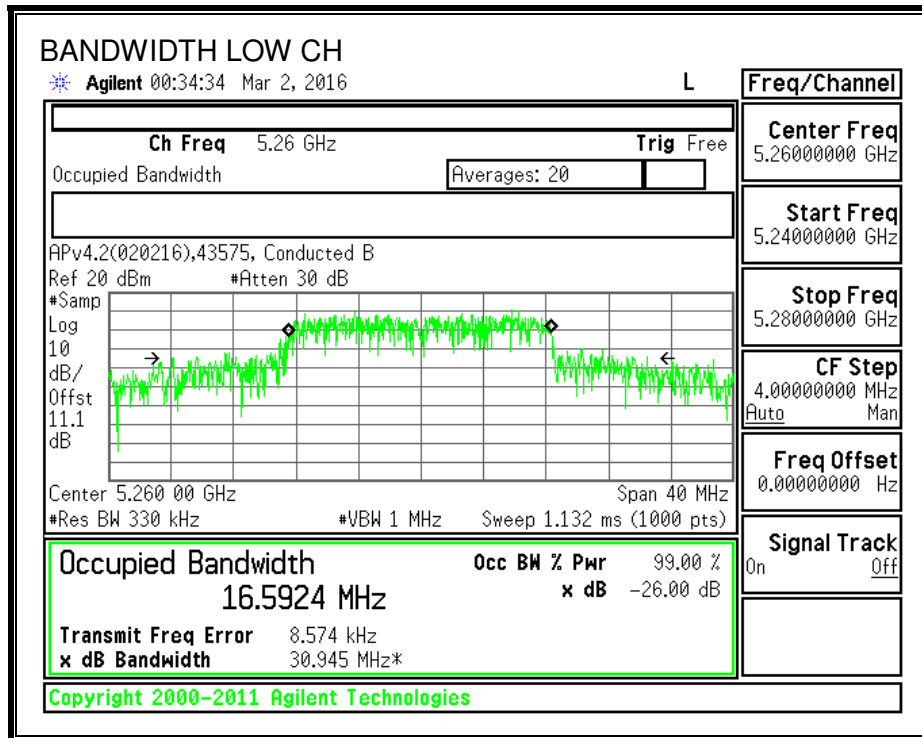 BANDWIDTH LOW CH
Agilent 00:34:34 Mar 2, 2016 L
Freq/Channel
Ch Freq 5.26 GHz Trig Free
Occupied Bandwidth Averages: 20
APv4.2(020216),43575, Conducted B
Ref 20 dBm #Atten 30 dB
#Samp
Log
10
dB/
Offst
11.1
dB
Center 5.260 00 GHz Span 40 MHz
#Res BW 330 kHz #VBW 1 MHz Sweep 1.132 ms (1000 pts)
Occupied Bandwidth Occ BW % Pwr 99.00 %
16.5924 MHz x dB -26.00 dB
Transmit Freq Error 8.574 kHz
x dB Bandwidth 30.945 MHz*
Copyright 2000-2011 Agilent Technologies
Center Freq
5.26000000 GHz
Start Freq
5.24000000 GHz
Stop Freq
5.28000000 GHz
CF Step
4.00000000 MHz
Auto Man
Freq Offset
0.00000000 Hz
Signal Track
On Off